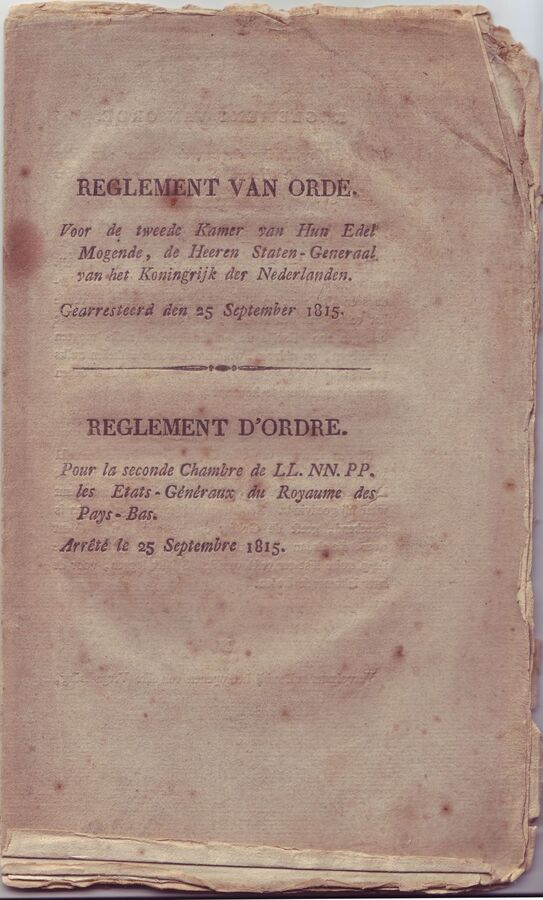 REGLEMENT VAN ORDE.
Voor de tweede Kamer van Hun Edel
Mogende, de Heeren Staten-Generaal
van het Koningrijk der Nederlanden.
Gearresteerd den 25 September 1815.
REGLEMENT D'ORDRE.
Pour la seconde Chambre de LL. NN. PP.
les Etats-Généraux du Royaume des
Pays-Bas.
Arrêté le 25 Septembre 1815.